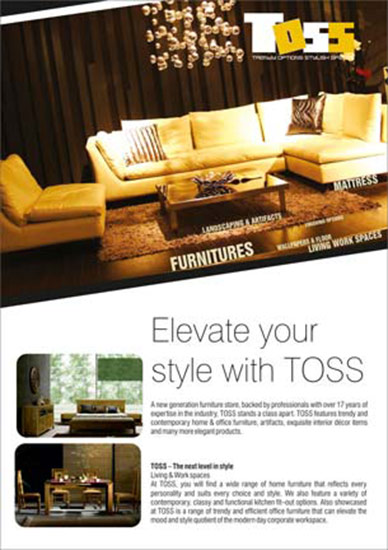 TOSS
TRENDY OPTIONS STYLISH SPACES
MATTRESS
LANDSCAPING & ARTIFACTS
FURNISHING OPTIONS
FURNITURES
WALLPAPERS & FLOOR
LIVING WORK SPACES
Elevate your
style with TOSS
A new generation furniture store, backed by professionals with over 17 years of
expertise in the industry, TOSS stands a class apart. TOSS features trendy and
contemporary home & office furniture, artifacts, exquisite interior décor items
and many more elegant products.
TOSS - The next level in style
Living & Work spaces
At TOSS, you will find a wide range of home furniture that reflects every
personality and suits every choice and style. We also feature a variety of
contemporary, classy and functional kitchen fit-out options. Also showcased
at TOSS is a range of trendy and efficient office furniture that can elevate the
mood and style quotient of the modern day corporate workspace.